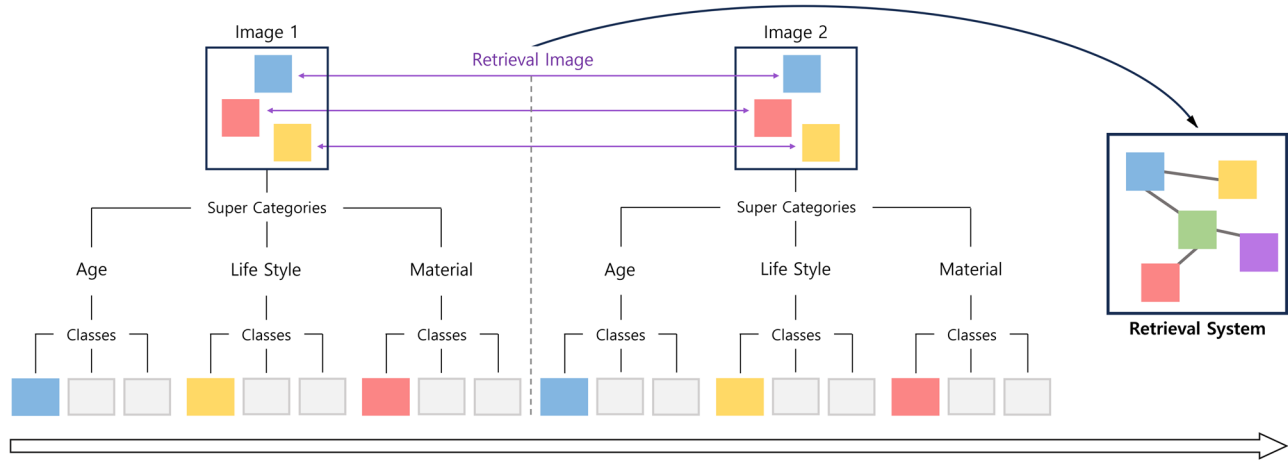 Image 1
Image 2
Retrieval Image
Super Categories
Super Categories
Age
Life Style
Material
Age
Life Style
Material
Retrieval System
Classes
Classes
Classes
Classes
Classes
Classes